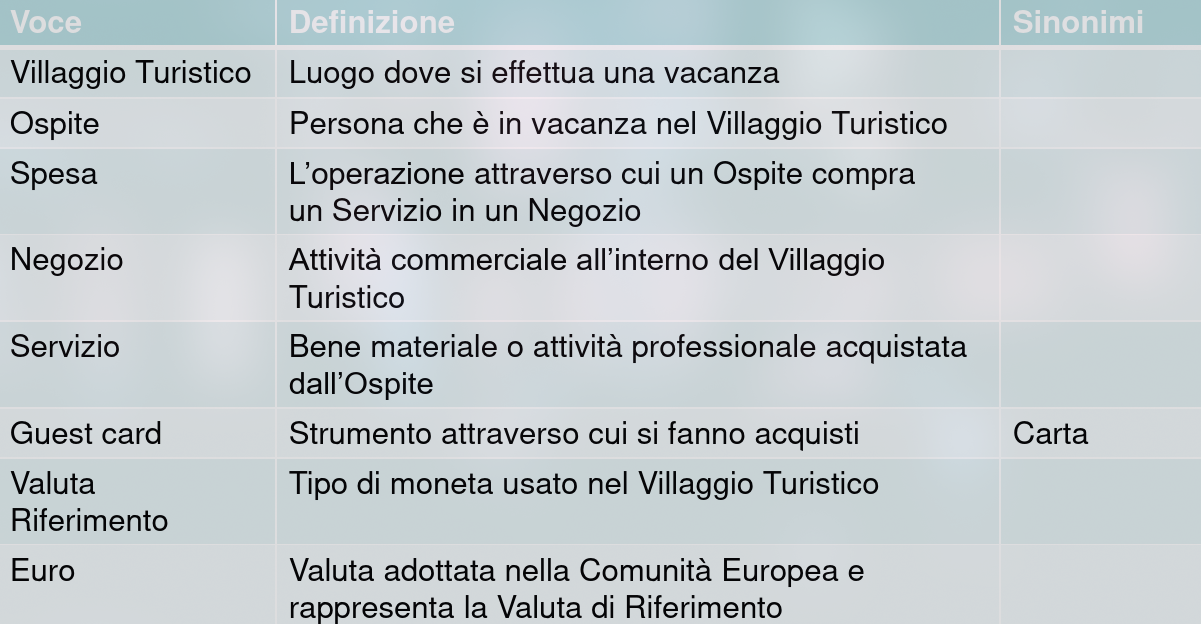 Voce Definizione Sinonimi
Villaggio Turistico Luogo dove si effettua una vacanza
Ospite Persona che è in vacanza nel Villaggio Turistico
Spesa L’operazione attraverso cui un Ospite compra
un Servizio in un Negozio
Negozio Attività commerciale all’interno del Villaggio
Turistico
Servizio Bene materiale o attività professionale acquistata
dall’Ospite
Guest card Strumento attraverso cui si fanno acquisti Carta
Valuta Tipo di moneta usato nel Villaggio Turistico
Riferimento
Euro Valuta adottata nella Comunità Europea e
rappresenta la Valuta di Riferimento